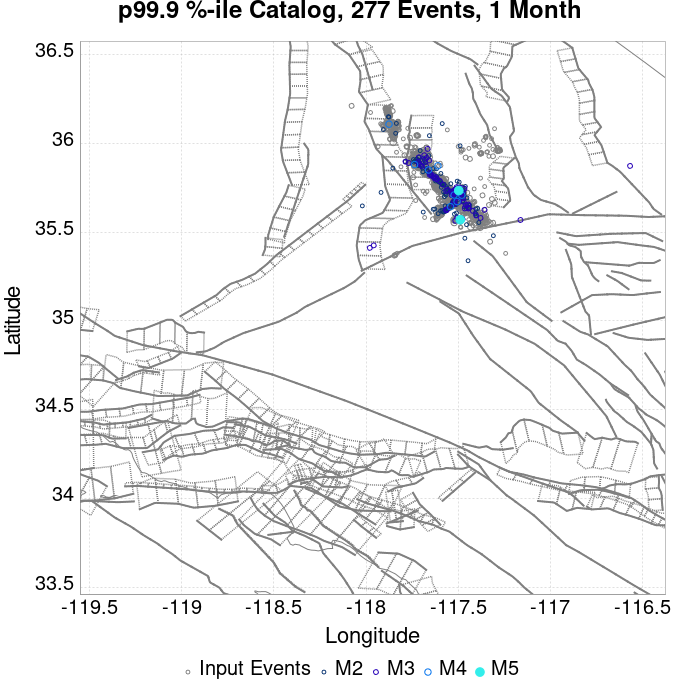 p99.9 %-ile Catalog, 277 Events, 1 Month
36.5
36
35.5
35
34.5
34
33.5
Latitude
-119.5 -119 -118.5 -118 -117.5 -117 -116.5
Longitude
Input Events M2 M3 M4 M5